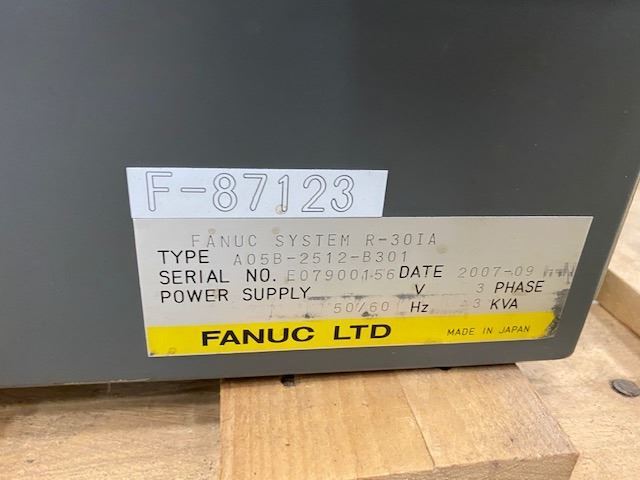 F-87123
FANUC SYSTEM R-30IA
TYPE A05B-2512-B301
SERIAL NO. E07900156 DATE 2007-09
POWER SUPPLY V 3 PHASE
50/60 Hz 3 KVA
FANUC LTD MADE IN JAPAN